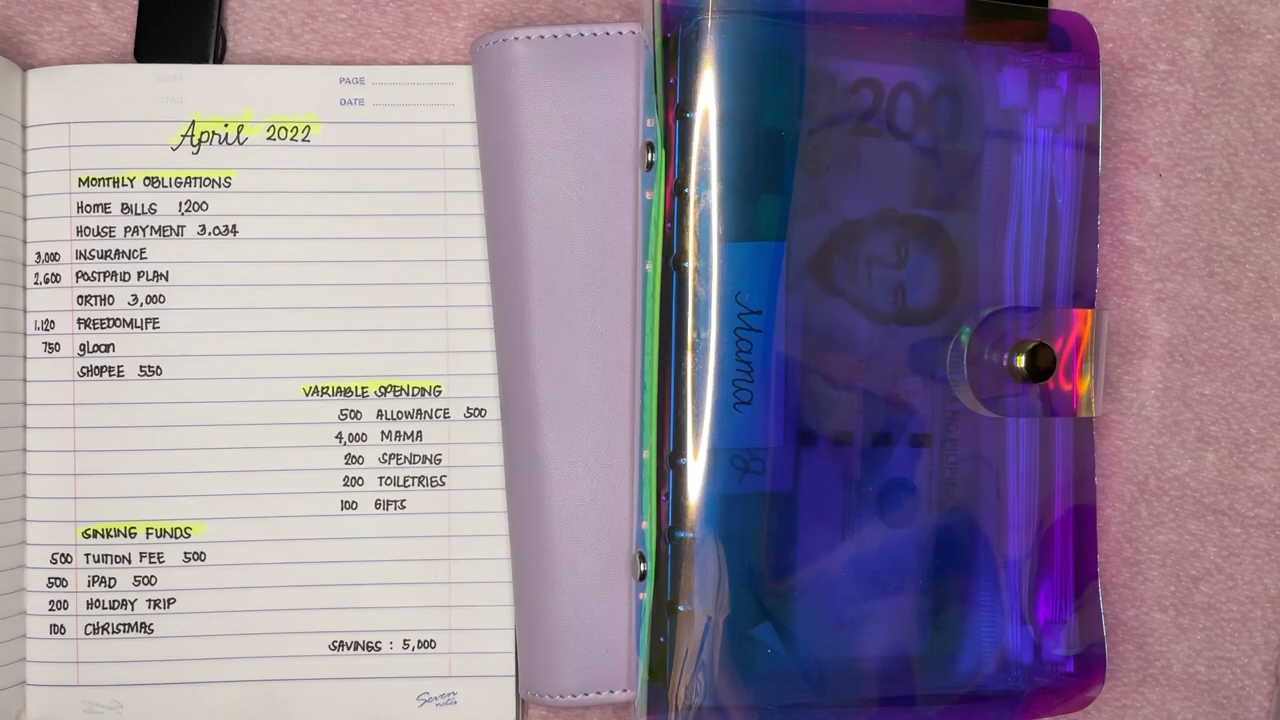 PAGE
DATE
April 2022
MONTHLY OBLIGATIONS
HOME BILLS 1,200
HOUSE PAYMENT 3,034
3,000 INSURANCE
2,600 POSTPAID PLAN
ORTHO 3,000
1,120 FREEDOMLIFE
750 gLoan
SHOPEE 550
VARIABLE SPENDING
500 ALLOWANCE 500
4,000 MAMA
200 SPENDING
200 TOILETRIES
100 GIFTS
SINKING FUNDS
500 TUITION FEE 500
500 iPAD 500
200 HOLIDAY TRIP
100 CHRISTMAS
SAVINGS : 5,000
Seven notes
200
Mama